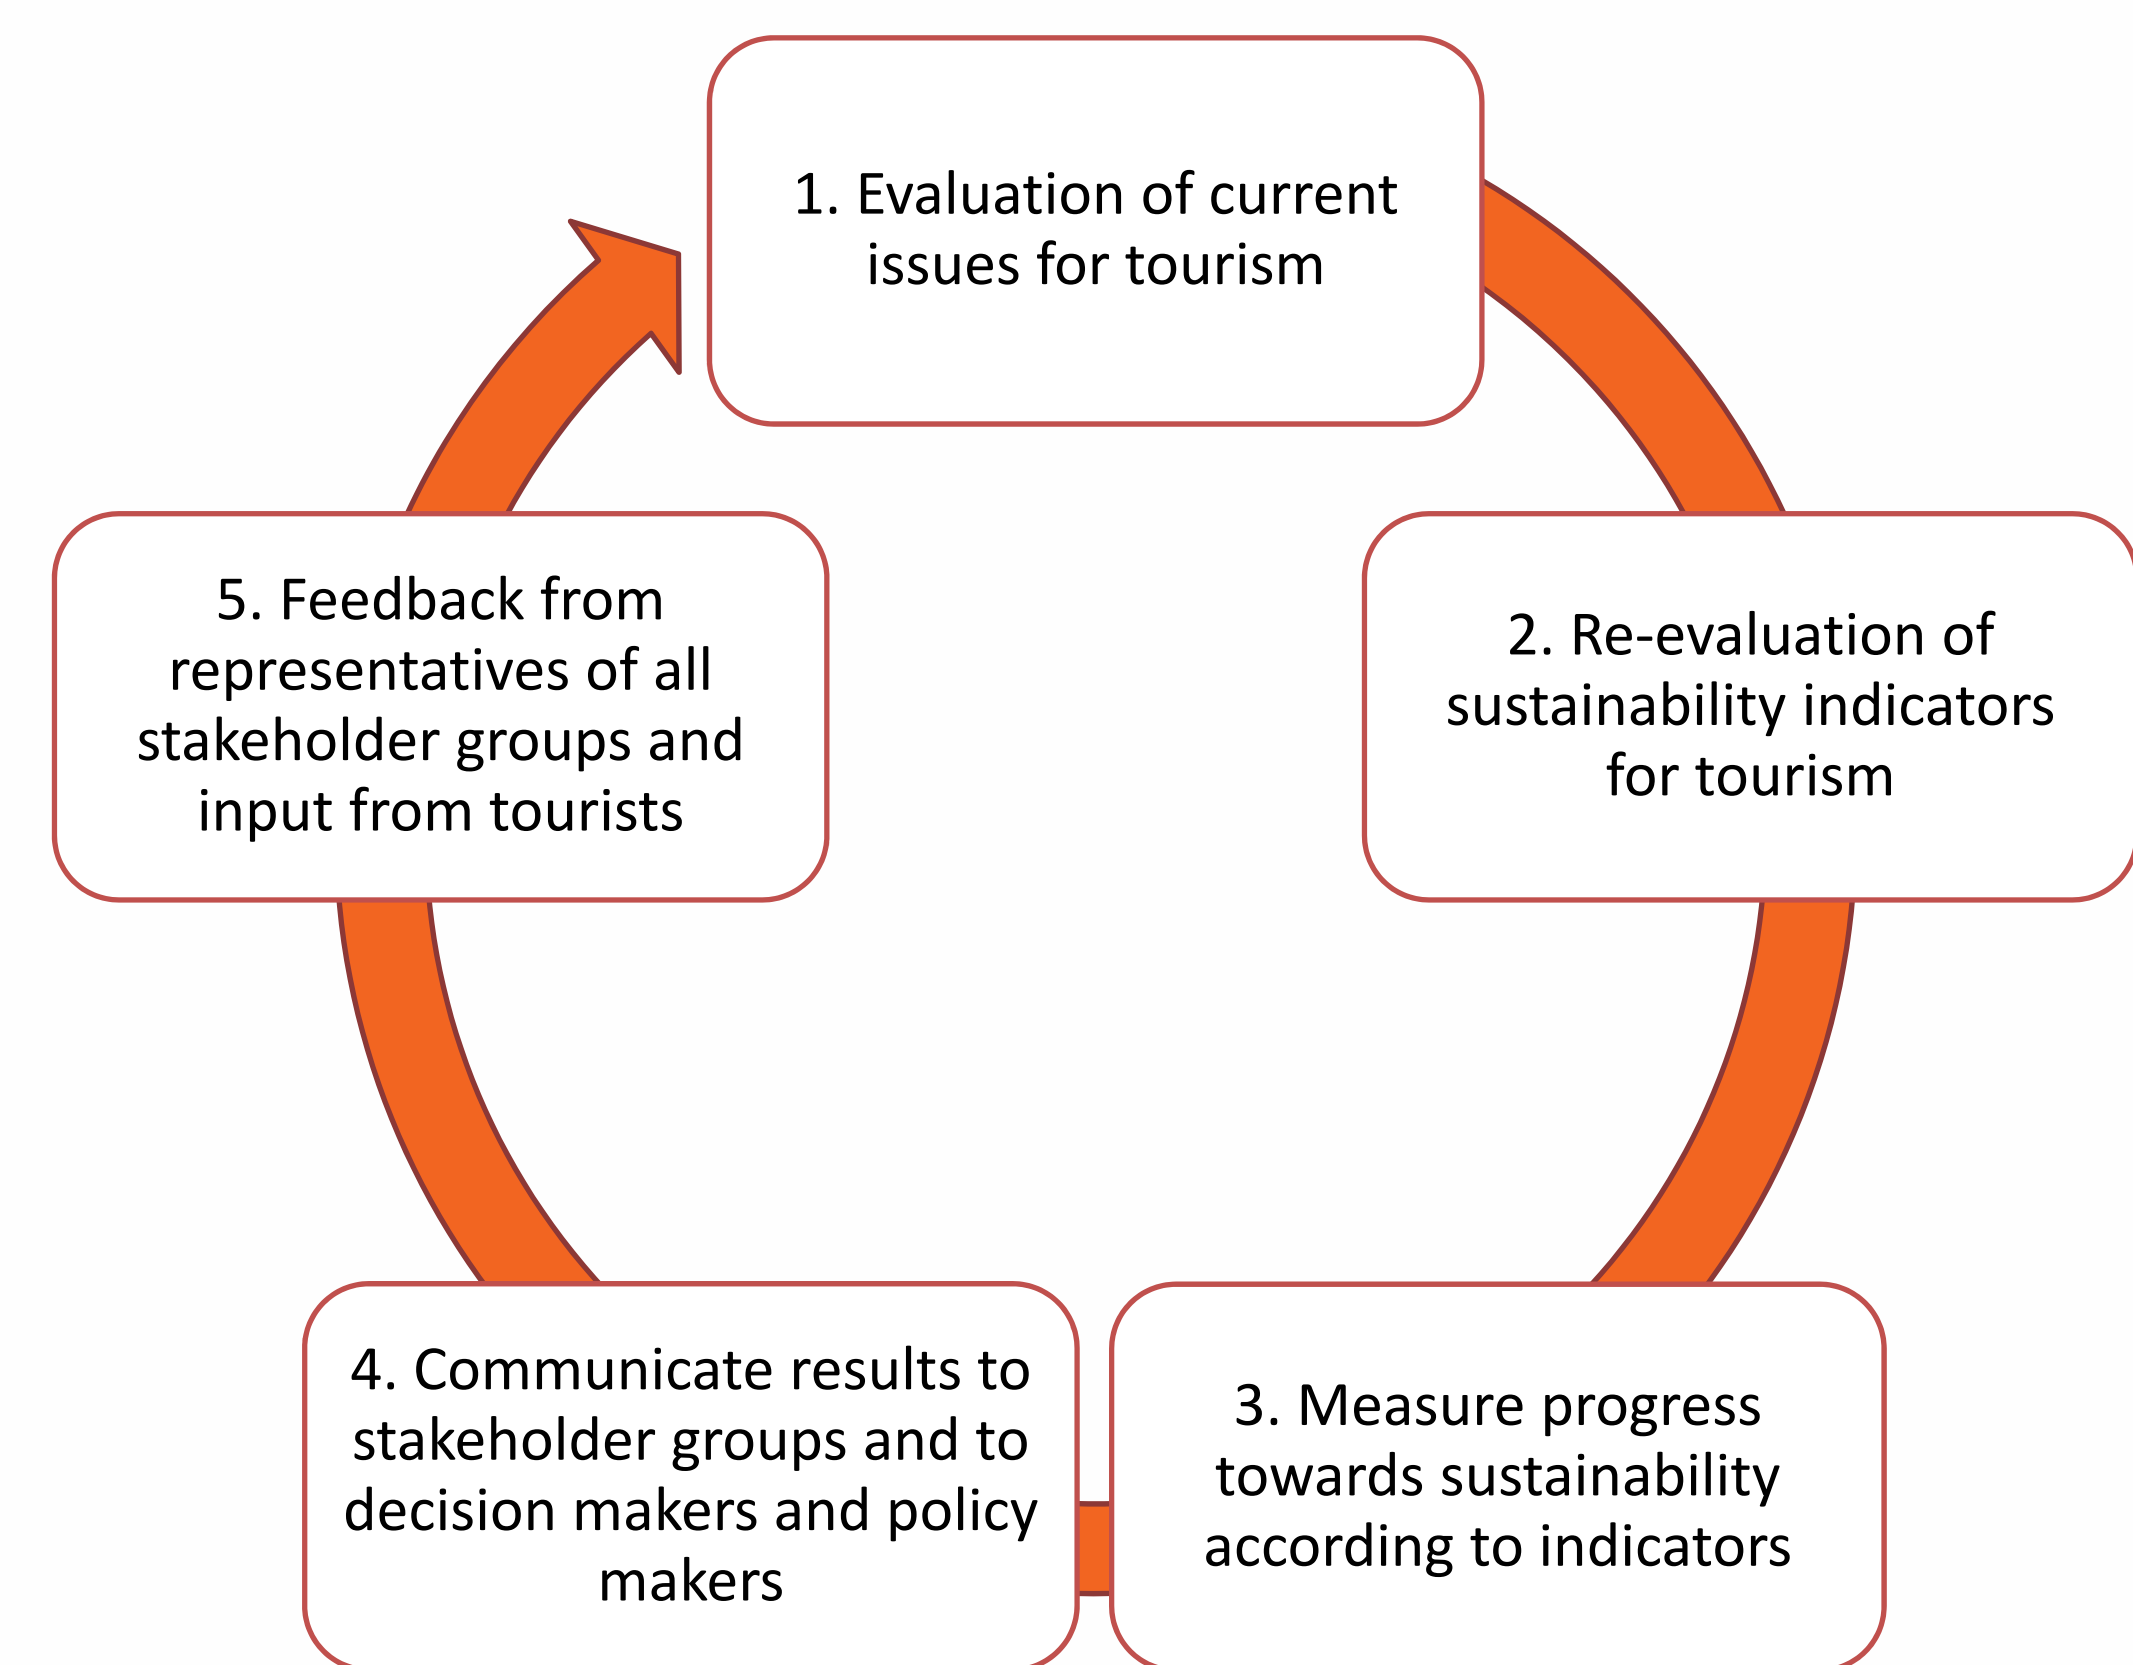 1. Evaluation of current
issues for tourism
2. Re-evaluation of
sustainability indicators
for tourism
3. Measure progress
towards sustainability
according to indicators
4. Communicate results to
stakeholder groups and to
decision makers and policy
makers
5. Feedback from
representatives of all
stakeholder groups and
input from tourists